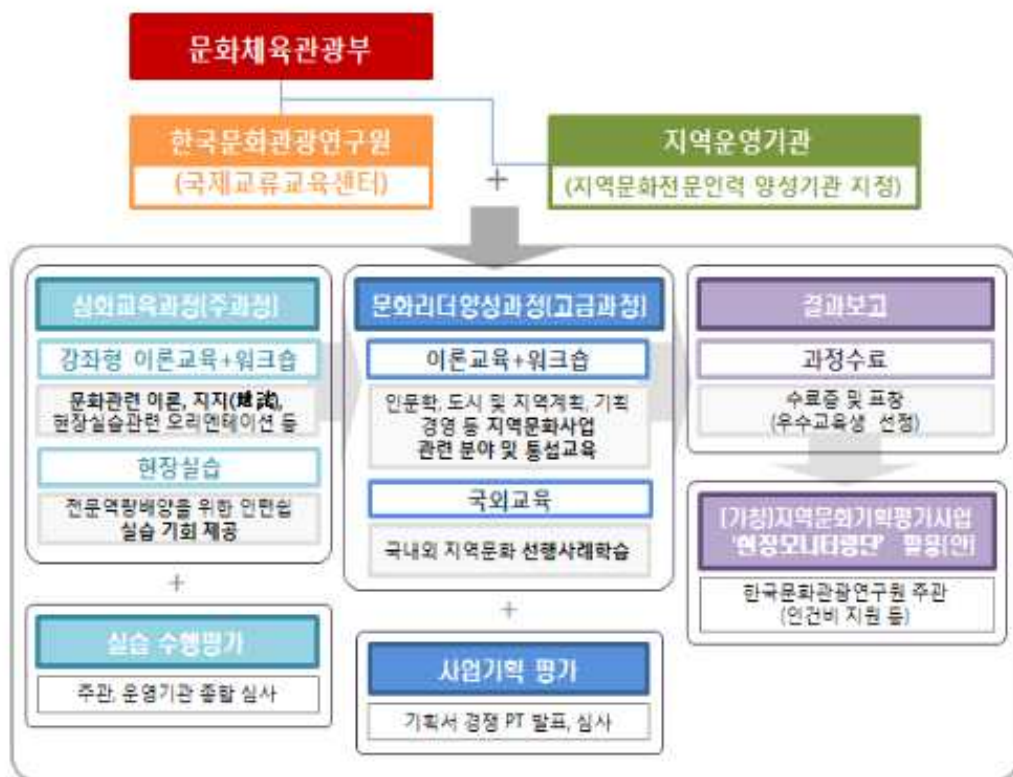 문화체육관광부
한국문화관광연구원
(국제교류교육센터)
지역운영기관
(지역문화전문인력 양성기관 지정)
+
심화교육과정(주과정)
강좌형 이론교육+워크숍
문화관련 이론, 지지(地誌),
현장실습관련 오리엔테이션 등
현장실습
전문역량배양을 위한 인턴쉽
실습 기회 제공
+
실습 수행평가
주관, 운영기관 종합 심사
문화리더양성과정(고급과정)
이론교육+워크숍
인문학, 도시 및 지역계획, 기획
경영 등 지역문화사업
관련 분야 및 통섭교육
국외교육
국내외 지역문화 선행사례학습
+
사업기획 평가
기획서 경쟁 PT 발표, 심사
결과보고
과정수료
수료증 및 표창
(우수교육생 선정)
(가칭)지역문화기획평가사업
'현장모니터링단' 활용(안)
한국문화관광연구원 주관
(인건비 지원 등)